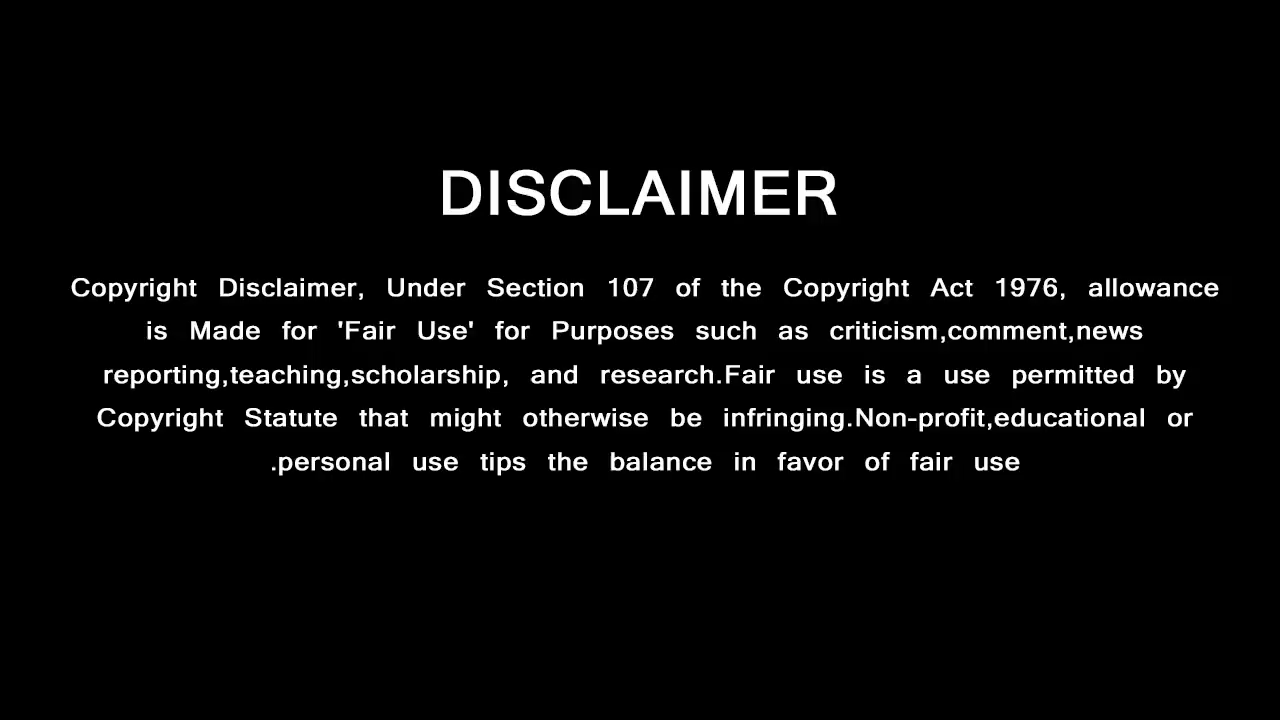 DISCLAIMER
Copyright Disclaimer, Under Section 107 of the Copyright Act 1976, allowance
is Made for 'Fair Use' for Purposes such as criticism,comment,news
reporting,teaching,scholarship, and research.Fair use is a use permitted by
Copyright Statute that might otherwise be infringing.Non-profit,educational or
.personal use tips the balance in favor of fair use